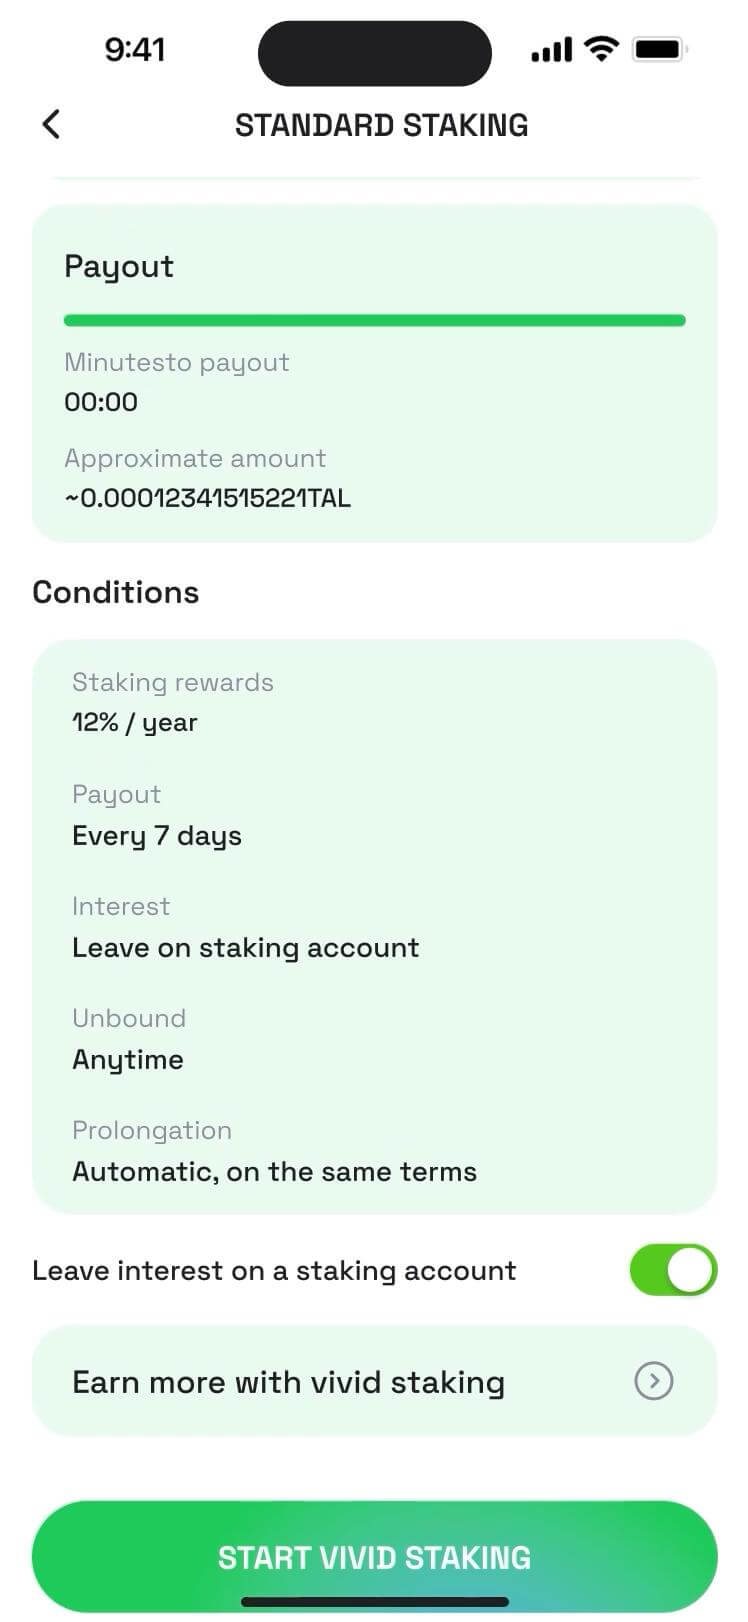 9:41
STANDARD STAKING
Payout
Minutesto payout
00:00
Approximate amount
~0.00012341515221TAL
Conditions
Staking rewards
12% / year
Payout
Every 7 days
Interest
Leave on staking account
Unbound
Anytime
Prolongation
Automatic, on the same terms
Leave interest on a staking account
Earn more with vivid staking
START VIVID STAKING